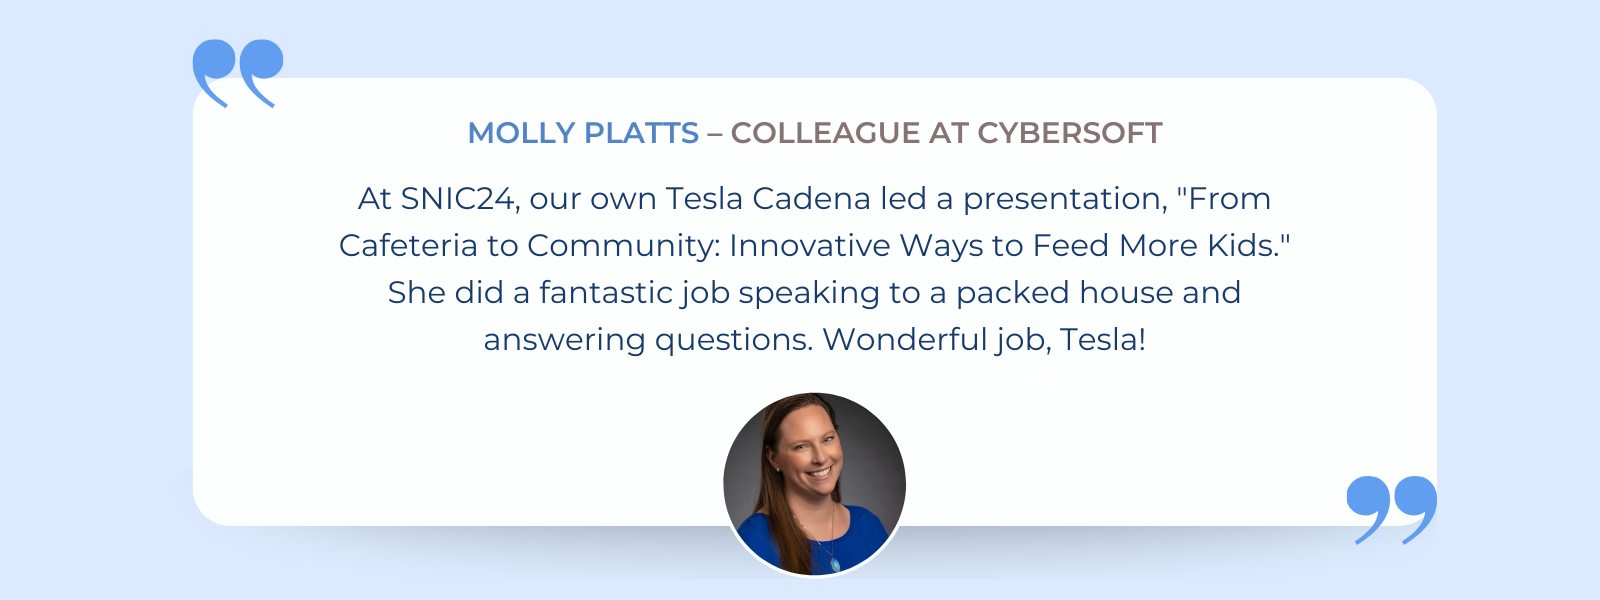 MOLLY PLATTS – COLLEAGUE AT CYBERSOFT
At SNIC24, our own Tesla Cadena led a presentation, "From
Cafeteria to Community: Innovative Ways to Feed More Kids."
She did a fantastic job speaking to a packed house and
answering questions. Wonderful job, Tesla!